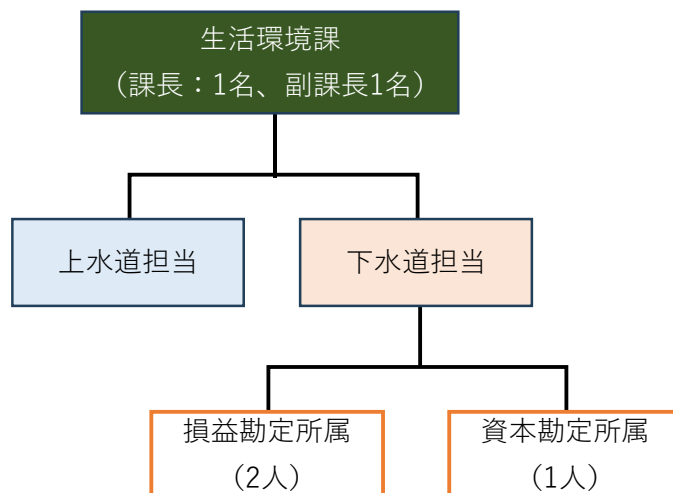 生活環境課
（課長：1名、副課長1名）
上水道担当
下水道担当
損益勘定所属
（2人）
資本勘定所属
（1人）